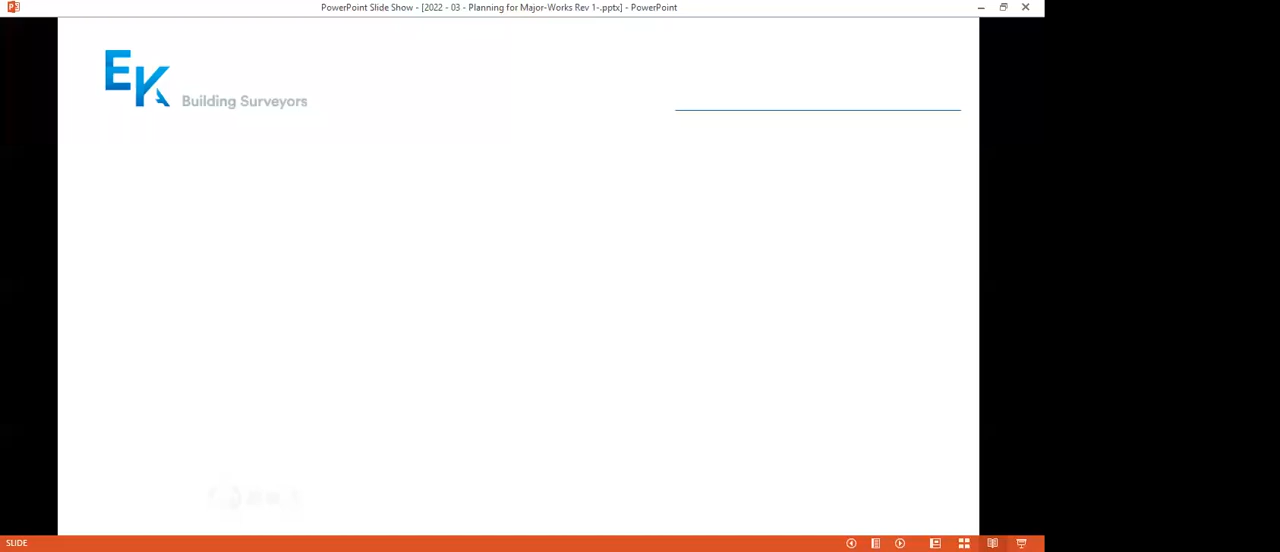 PowerPoint Slide Show - [2022 - 03 - Planning for Major-Works Rev 1-.pptx] - PowerPoint
EK
Building Surveyors
SLIDE